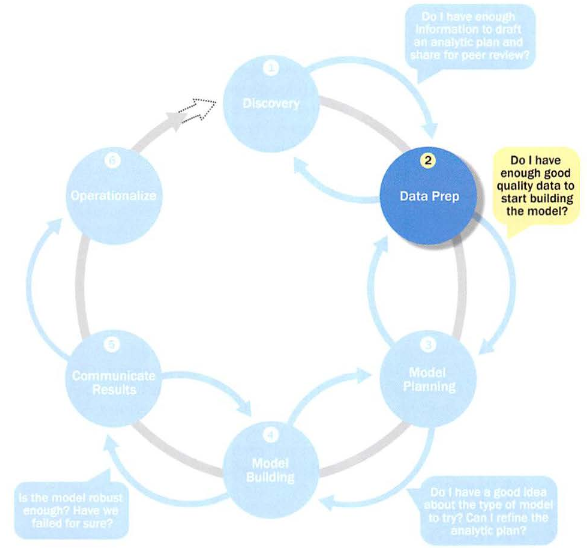 Do I have enough
information to draft
an analytic plan and
share for peer review?
1
Discovery
2
Data Prep
Do I have
enough good
quality data to
start building
the model?
3
Model
Planning
Do I have a good idea
about the type of model
to try? Can I refine the
analytic plan?
4
Model
Building
Is the model robust
enough? Have we
failed for sure?
5
Communicate
Results
6
Operationalize